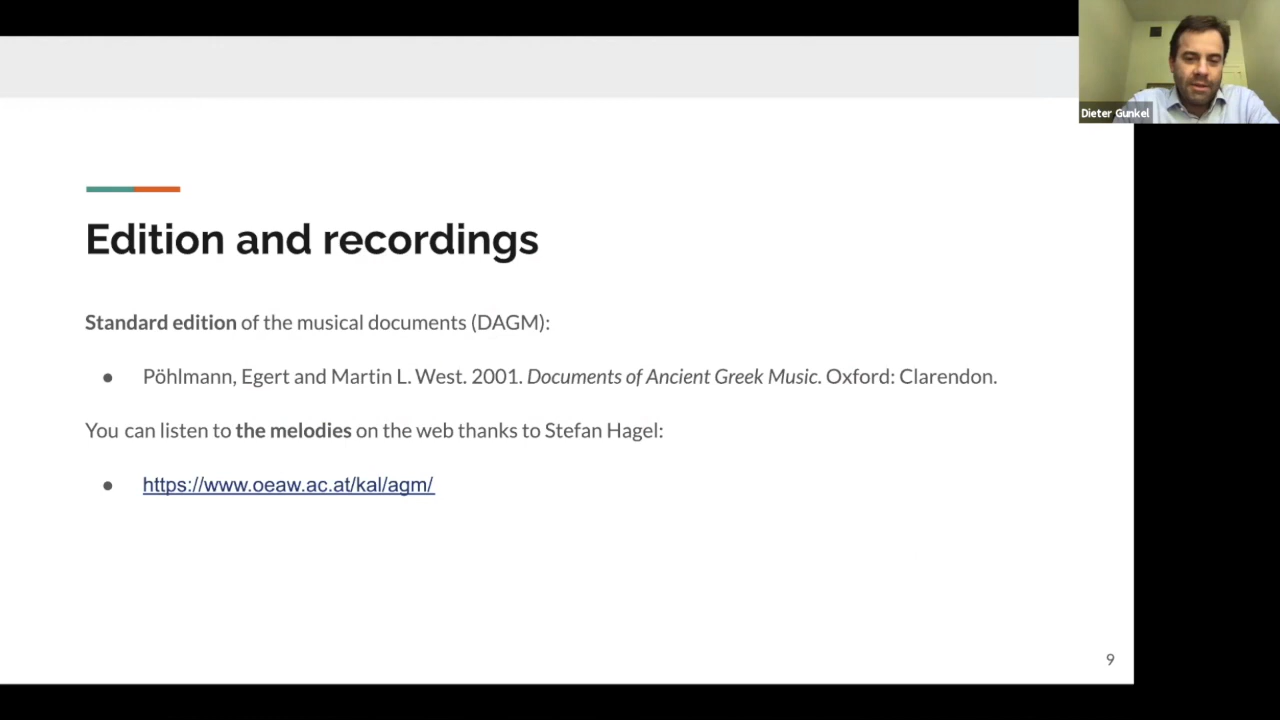 Dieter Gunkel
Edition and recordings
Standard edition of the musical documents (DAGM):
● Pöhlmann, Egert and Martin L. West. 2001. Documents of Ancient Greek Music. Oxford: Clarendon.
You can listen to the melodies on the web thanks to Stefan Hagel:
● https://www.oeaw.ac.at/kal/agm/
9